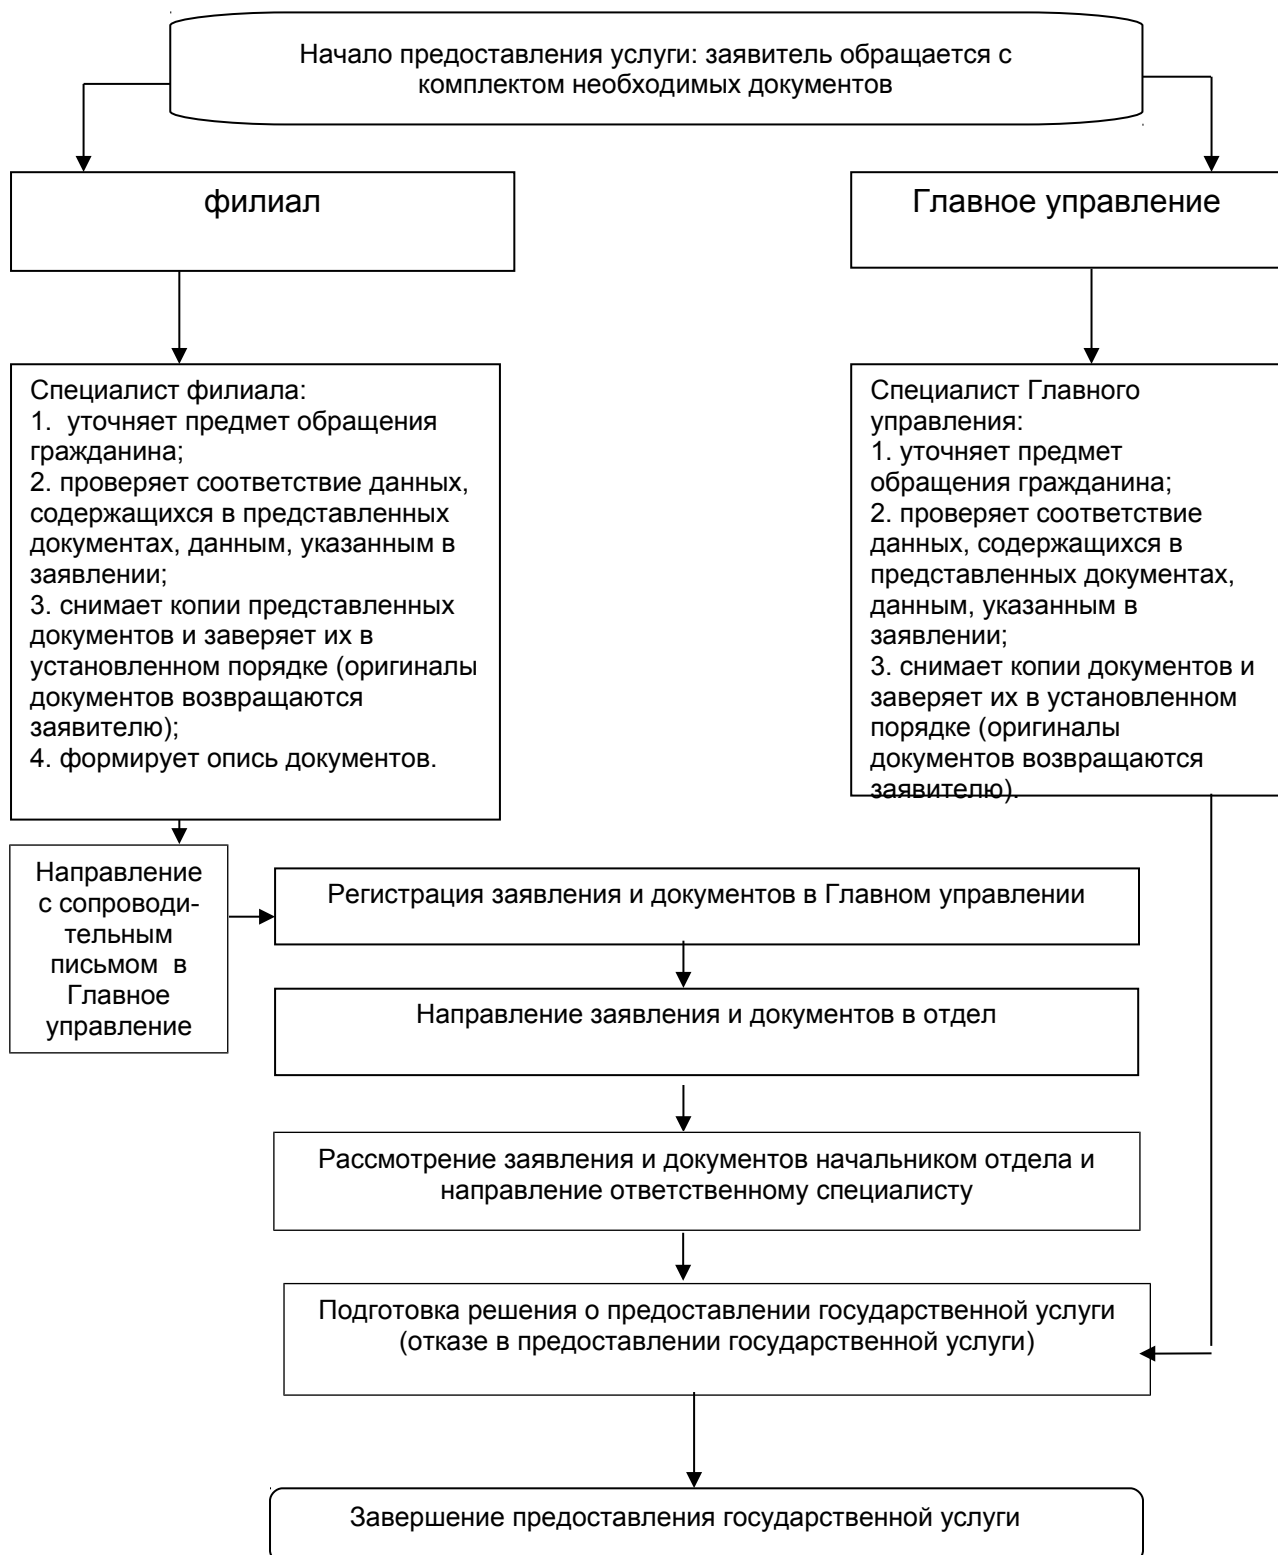 Начало предоставления услуги: заявитель обращается с
комплектом необходимых документов
филиал
Главное управление
Специалист филиала:
1.  уточняет предмет обращения
гражданина;
2. проверяет соответствие данных,
содержащихся в представленных
документах, данным, указанным в
заявлении;
3. снимает копии представленных
документов и заверяет их в
установленном порядке (оригиналы
документов возвращаются
заявителю);
4. формирует опись документов.
Специалист Главного
управления:
1. уточняет предмет
обращения гражданина;
2. проверяет соответствие
данных, содержащихся в
представленных документах,
данным, указанным в
заявлении;
3. снимает копии документов и
заверяет их в установленном
порядке (оригиналы
документов возвращаются
заявителю).
Направление
с сопроводи-
тельным
письмом  в
Главное
управление
Регистрация заявления и документов в Главном управлении
Направление заявления и документов в отдел
Рассмотрение заявления и документов начальником отдела и
направление ответственному специалисту
Подготовка решения о предоставлении государственной услуги
(отказе в предоставлении государственной услуги)
Завершение предоставления государственной услуги